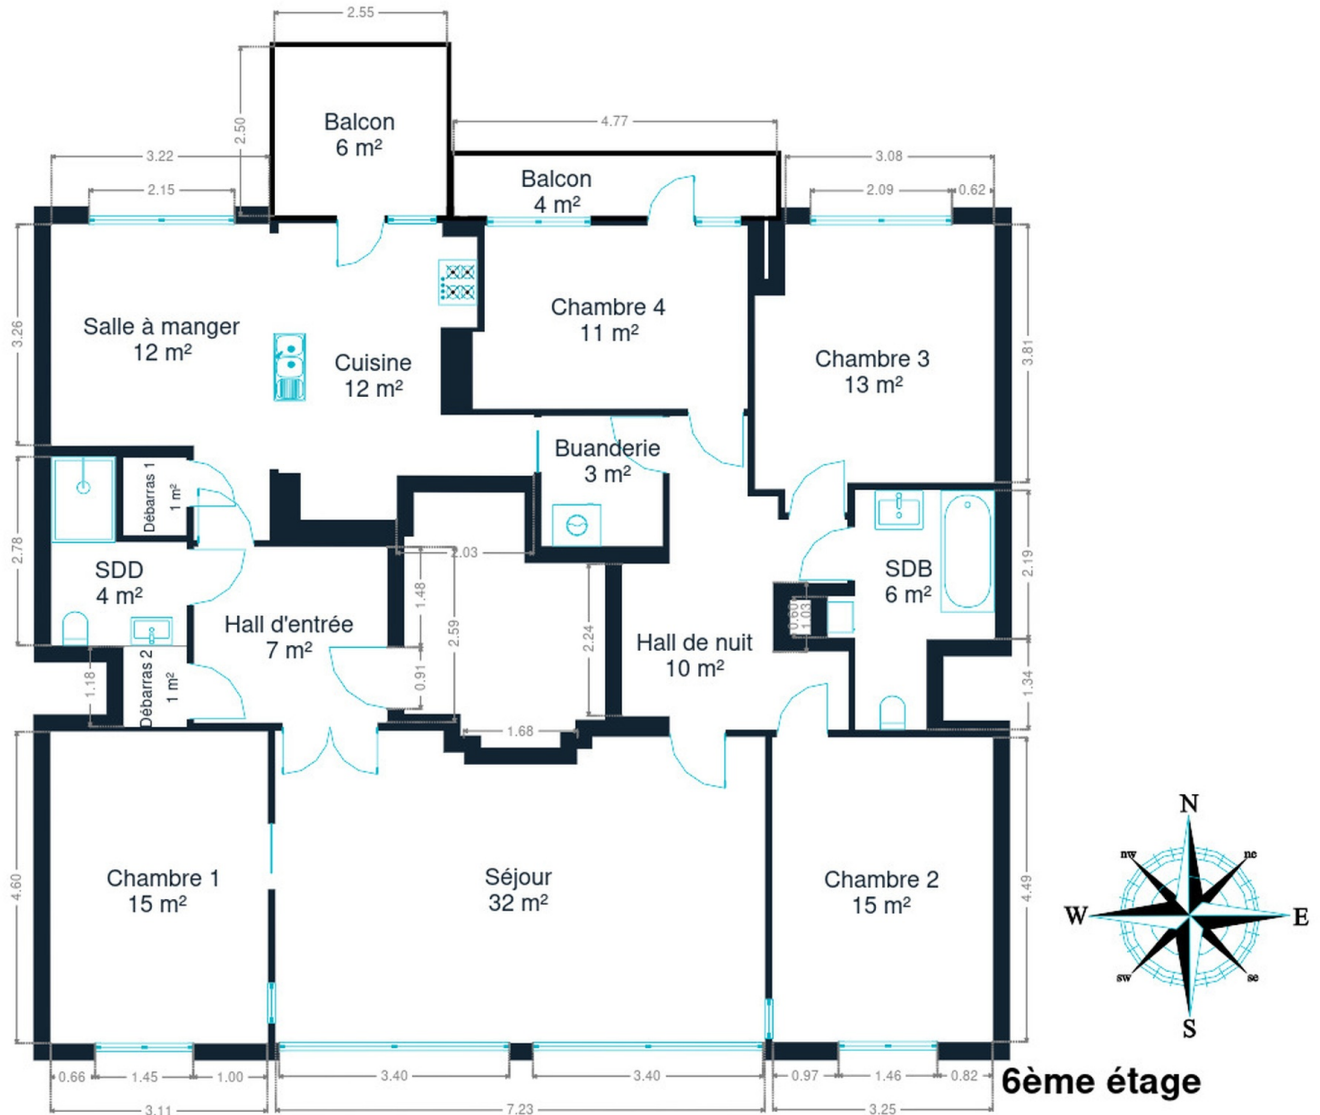 2.55
Balcon
6 m²
2.50
4.77
3.22
3.08
2.15
2.09
0.62
Balcon
4 m²
Salle à manger
12 m²
3.26
Cuisine
12 m²
Chambre 4
11 m²
Chambre 3
13 m²
3.81
Buanderie
3 m²
Débarras 1
1 m²
2.78
SDD
4 m²
2.03
1.48
2.59
2.24
SDB
6 m²
2.19
0.60
1.03
Hall d'entrée
7 m²
Hall de nuit
10 m²
0.91
1.18
Débarras 2
1 m²
1.34
1.68
Chambre 1
15 m²
4.60
Séjour
32 m²
Chambre 2
15 m²
4.49
N
nw
ne
W
E
sw
se
S
0.66
1.45
1.00
3.40
3.40
0.97
1.46
0.82
3.11
7.23
3.25
6ème étage